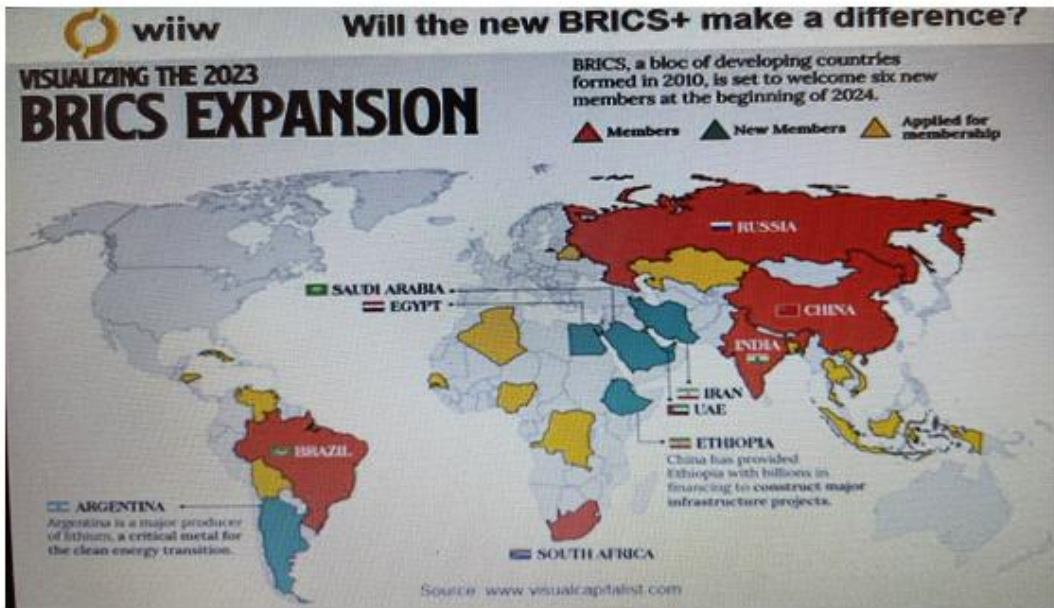 wiiw
Will the new BRICS+ make a difference?
VISUALIZING THE 2023
BRICS EXPANSION
BRICS, a bloc of developing countries
formed in 2010, is set to welcome six new
members at the beginning of 2024.
Members
New Members
Applied for
membership
RUSSIA
SAUDI ARABIA
EGYPT
CHINA
INDIA
IRAN
UAE
BRAZIL
ETHIOPIA
China has provided
Ethiopia with billions in
financing to construct major
infrastructure projects.
ARGENTINA
Argentina is a major producer
of lithium, a critical metal for
the clean energy transition.
SOUTH AFRICA
Source: www.visualcapitalist.com